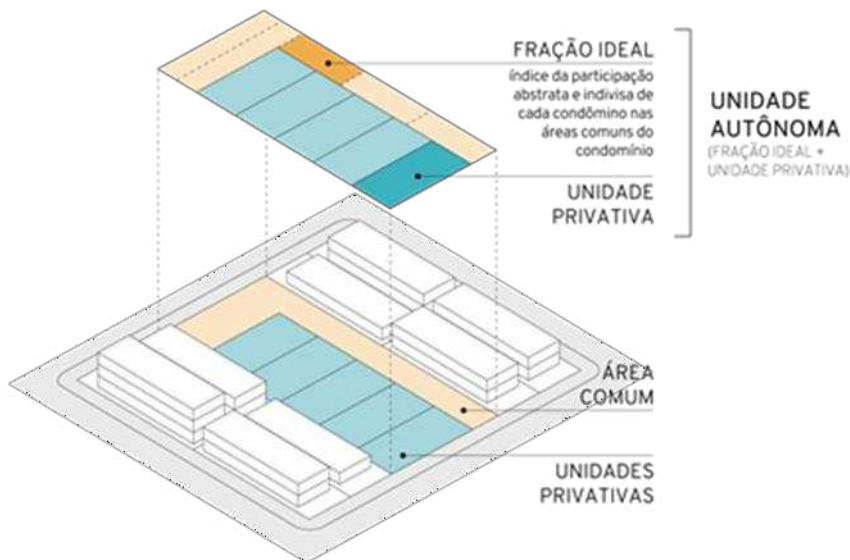 FRAÇÃO IDEAL
índice da participação
abstrata e indivisa de
cada condômino nas
áreas comuns do
condomínio
UNIDADE
PRIVATIVA
UNIDADE
AUTÔNOMA
(FRAÇÃO IDEAL +
UNIDADE PRIVATIVA)
ÁREA
COMUM
UNIDADES
PRIVATIVAS